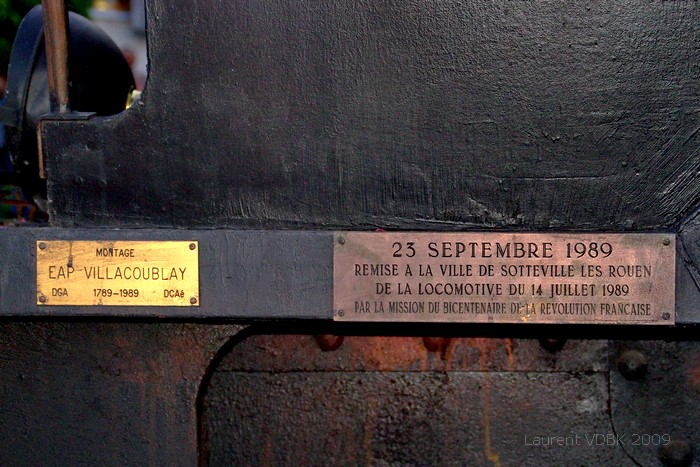 MONTAGE
EAP-VILLACOUBLAY
DGA 1789-1989 DCAé
23 SEPTEMBRE 1989
REMISE A LA VILLE DE SOTTEVILLE LES ROUEN
DE LA LOCOMOTIVE DU 14 JUILLET 1989
PAR LA MISSION DU BICENTENAIRE DE LA REVOLUTION FRANCAISE
Laurent VDBK 2009